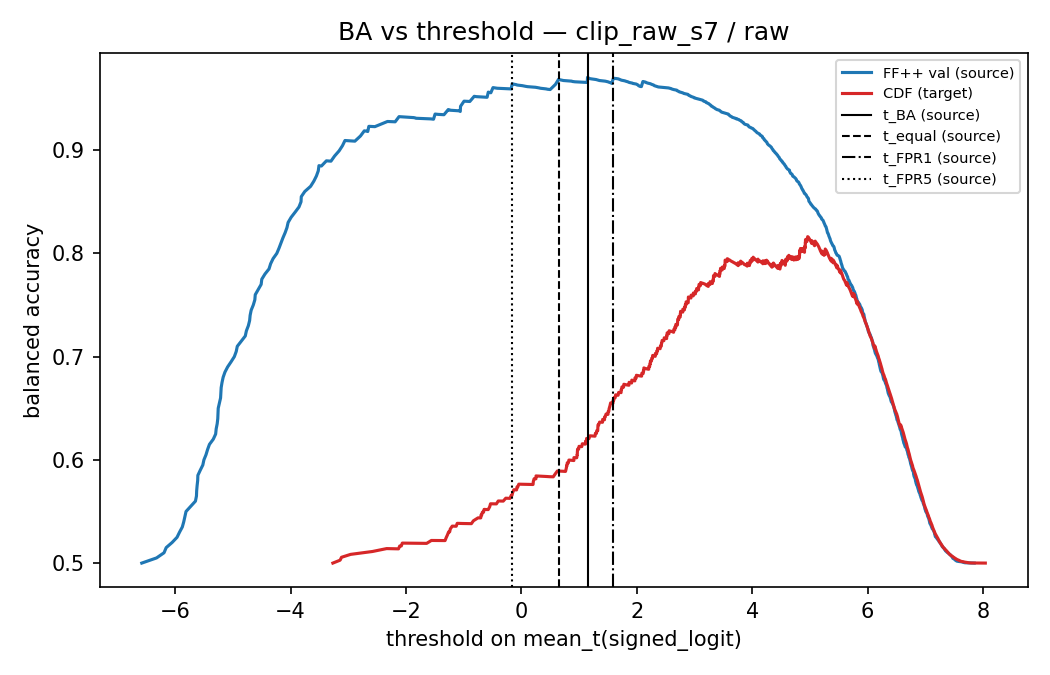 BA vs threshold — clip_raw_s7 / raw
FF++ val (source)
CDF (target)
t_BA (source)
t_equal (source)
t_FPR1 (source)
t_FPR5 (source)
balanced accuracy
0.9
0.8
0.7
0.6
0.5
−6
−4
−2
0
2
4
6
8
threshold on mean_t(signed_logit)